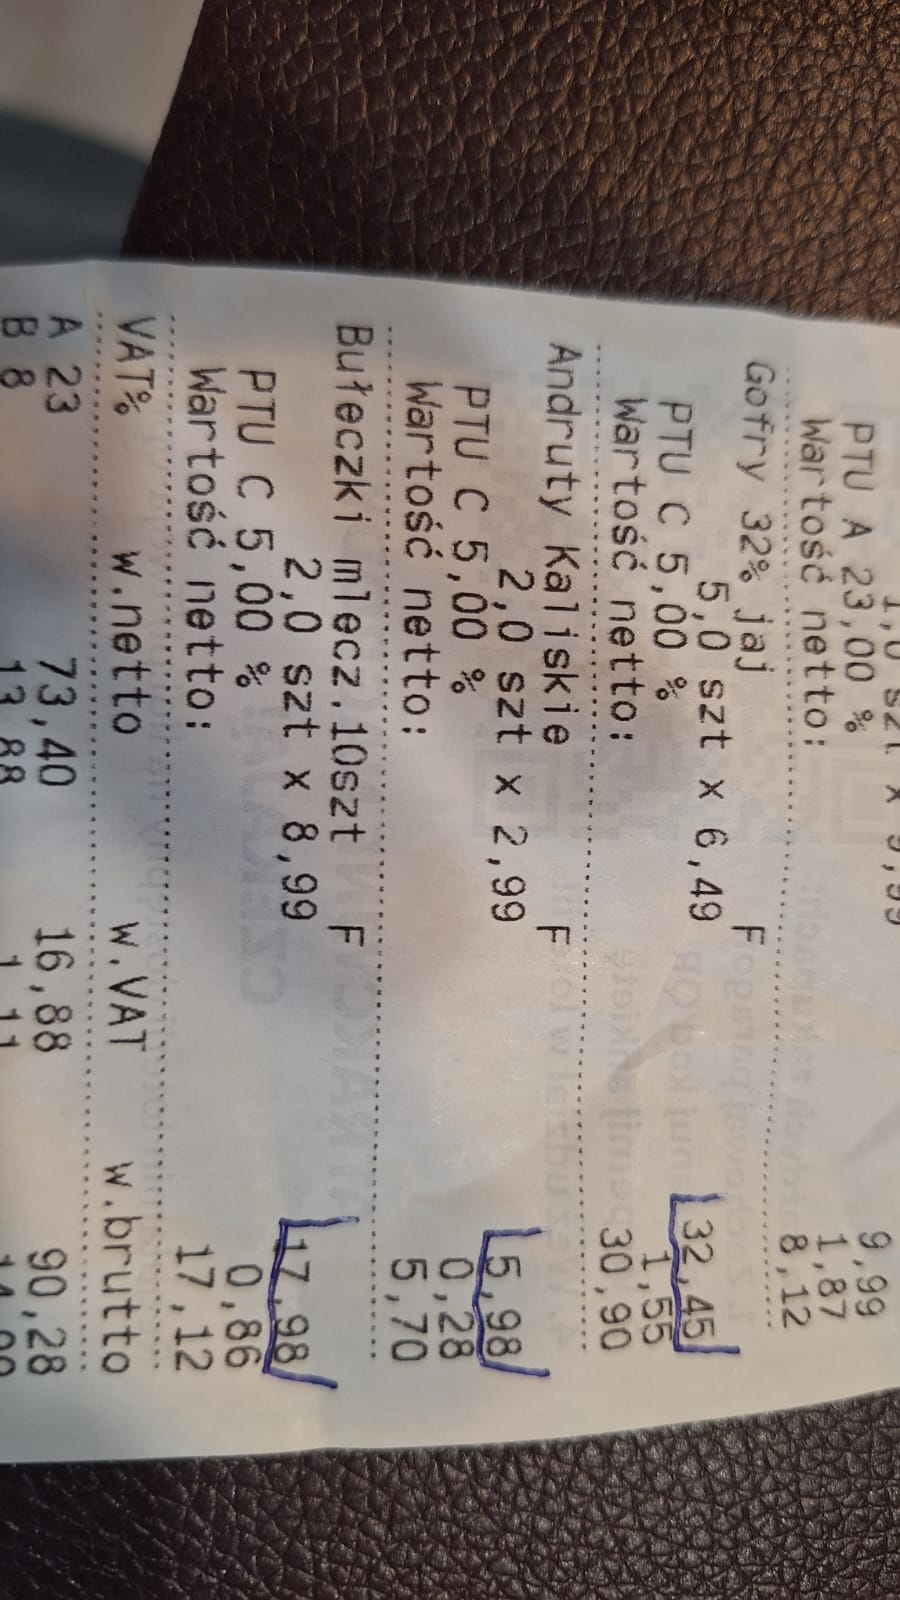 PTU A 23,00 % 9,99
1,87
Wartość netto: 8,12
Gofry 32% jaj F
5,0 szt x 6,49 32,45
PTU C 5,00 % 1,55
Wartość netto: 30,90
Andruty Kaliskie F
2,0 szt x 2,99 5,98
PTU C 5,00 % 0,28
Wartość netto: 5,70
Bułeczki mlecz.10szt F
2,0 szt x 8,99 17,98
PTU C 5,00 % 0,86
Wartość netto: 17,12
VAT% w.netto w.VAT w.brutto
A 23 73,40 16,88 90,28
B 8 13,88 1,11